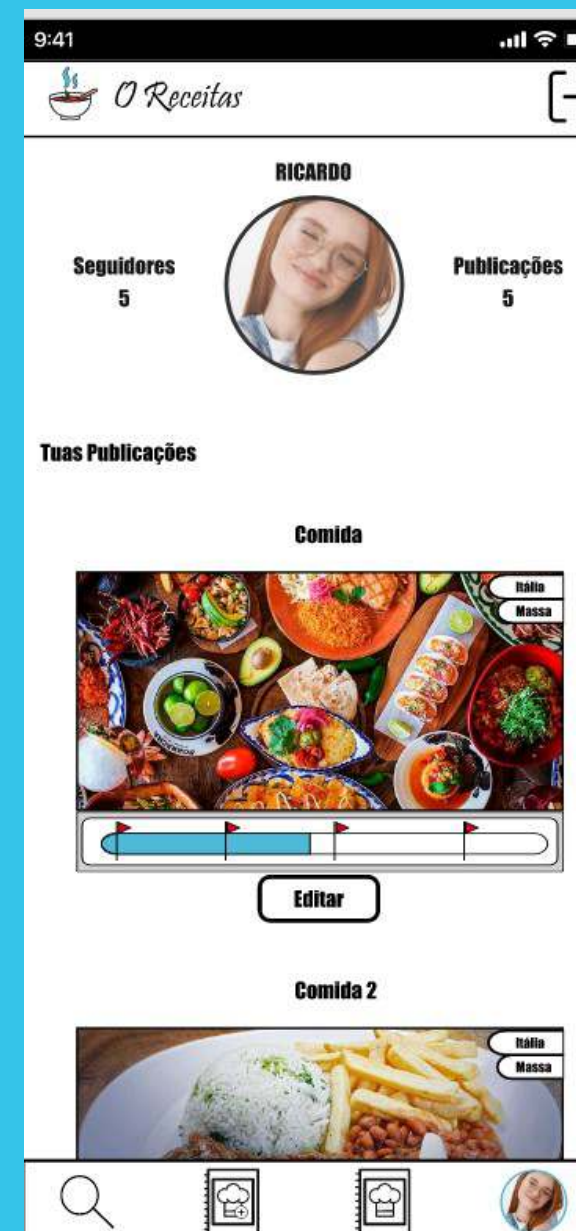 9:41
O Receitas
RICARDO
Seguidores
5
Publicações
5
Tuas Publicações
Comida
Itália
Massa
Editar
Comida 2
Itália
Massa